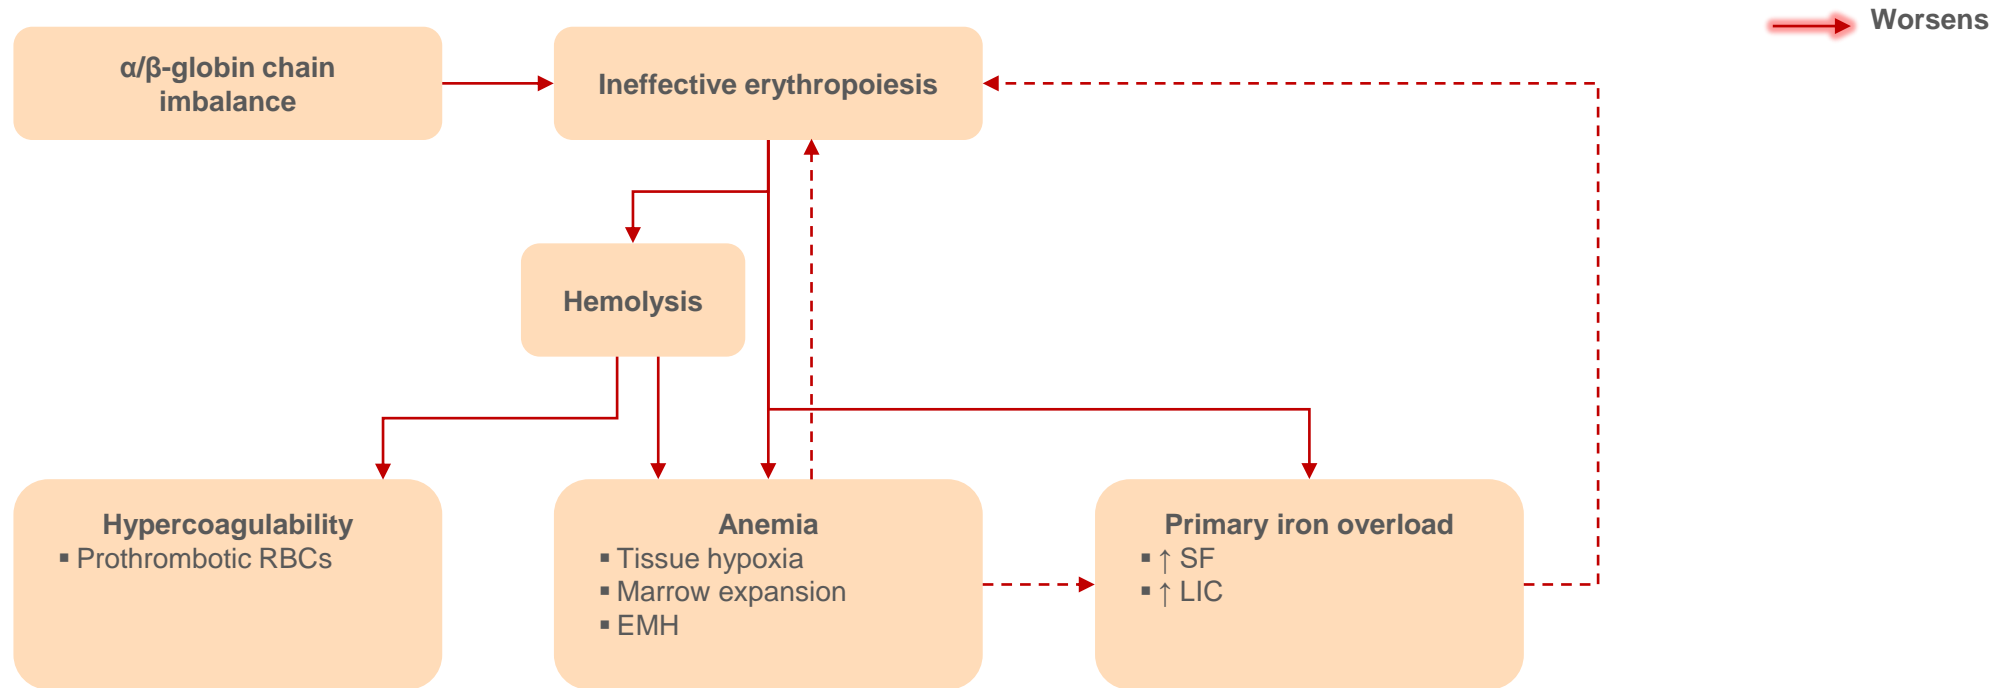 Worsens
α/β-globin chain
imbalance
Ineffective erythropoiesis
Hemolysis
Hypercoagulability
▪ Prothrombotic RBCs
Anemia
▪ Tissue hypoxia
▪ Marrow expansion
▪ EMH
Primary iron overload
▪ ↑ SF
▪ ↑ LIC